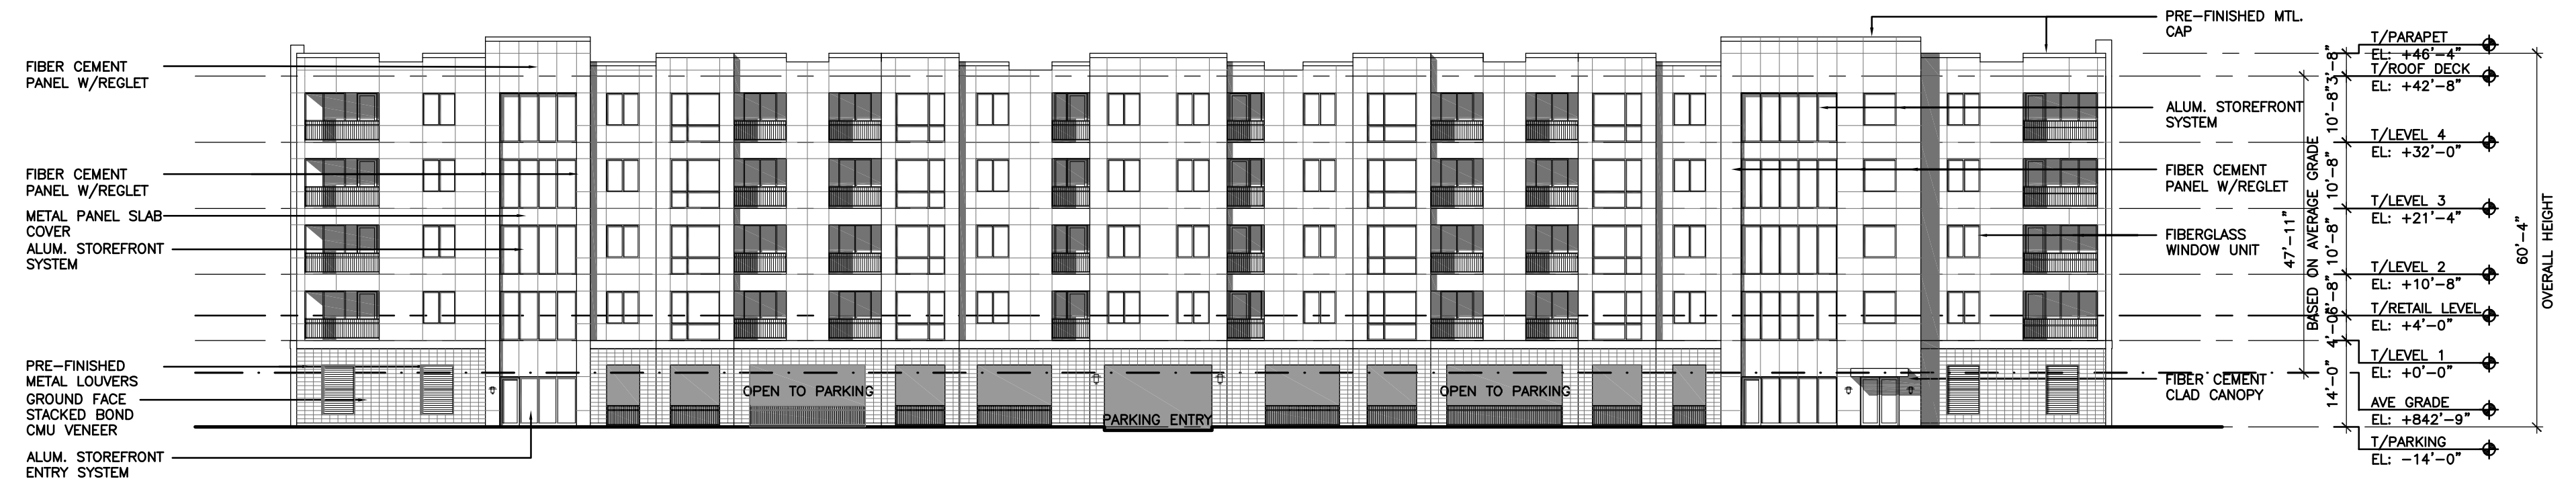 FIBER CEMENT
PANEL W/REGLET
FIBER CEMENT
PANEL W/REGLET
METAL PANEL SLAB
COVER
ALUM. STOREFRONT
SYSTEM
PRE-FINISHED
METAL LOUVERS
GROUND FACE
STACKED BOND
CMU VENEER
ALUM. STOREFRONT
ENTRY SYSTEM
OPEN TO PARKING
PARKING ENTRY
OPEN TO PARKING
PRE-FINISHED MTL.
CAP
ALUM. STOREFRONT
SYSTEM
FIBER CEMENT
PANEL W/REGLET
FIBERGLASS
WINDOW UNIT
FIBER CEMENT
CLAD CANOPY
47'-11"
BASED ON AVERAGE GRADE
3'-8"
10'-8"
10'-8"
10'-8"
6'-8"
4'-0"
14'-0"
T/PARAPET
EL: +46'-4"
T/ROOF DECK
EL: +42'-8"
T/LEVEL 4
EL: +32'-0"
T/LEVEL 3
EL: +21'-4"
T/LEVEL 2
EL: +10'-8"
T/RETAIL LEVEL
EL: +4'-0"
T/LEVEL 1
EL: +0'-0"
AVE GRADE
EL: +842'-9"
T/PARKING
EL: -14'-0"
60'-4"
OVERALL HEIGHT